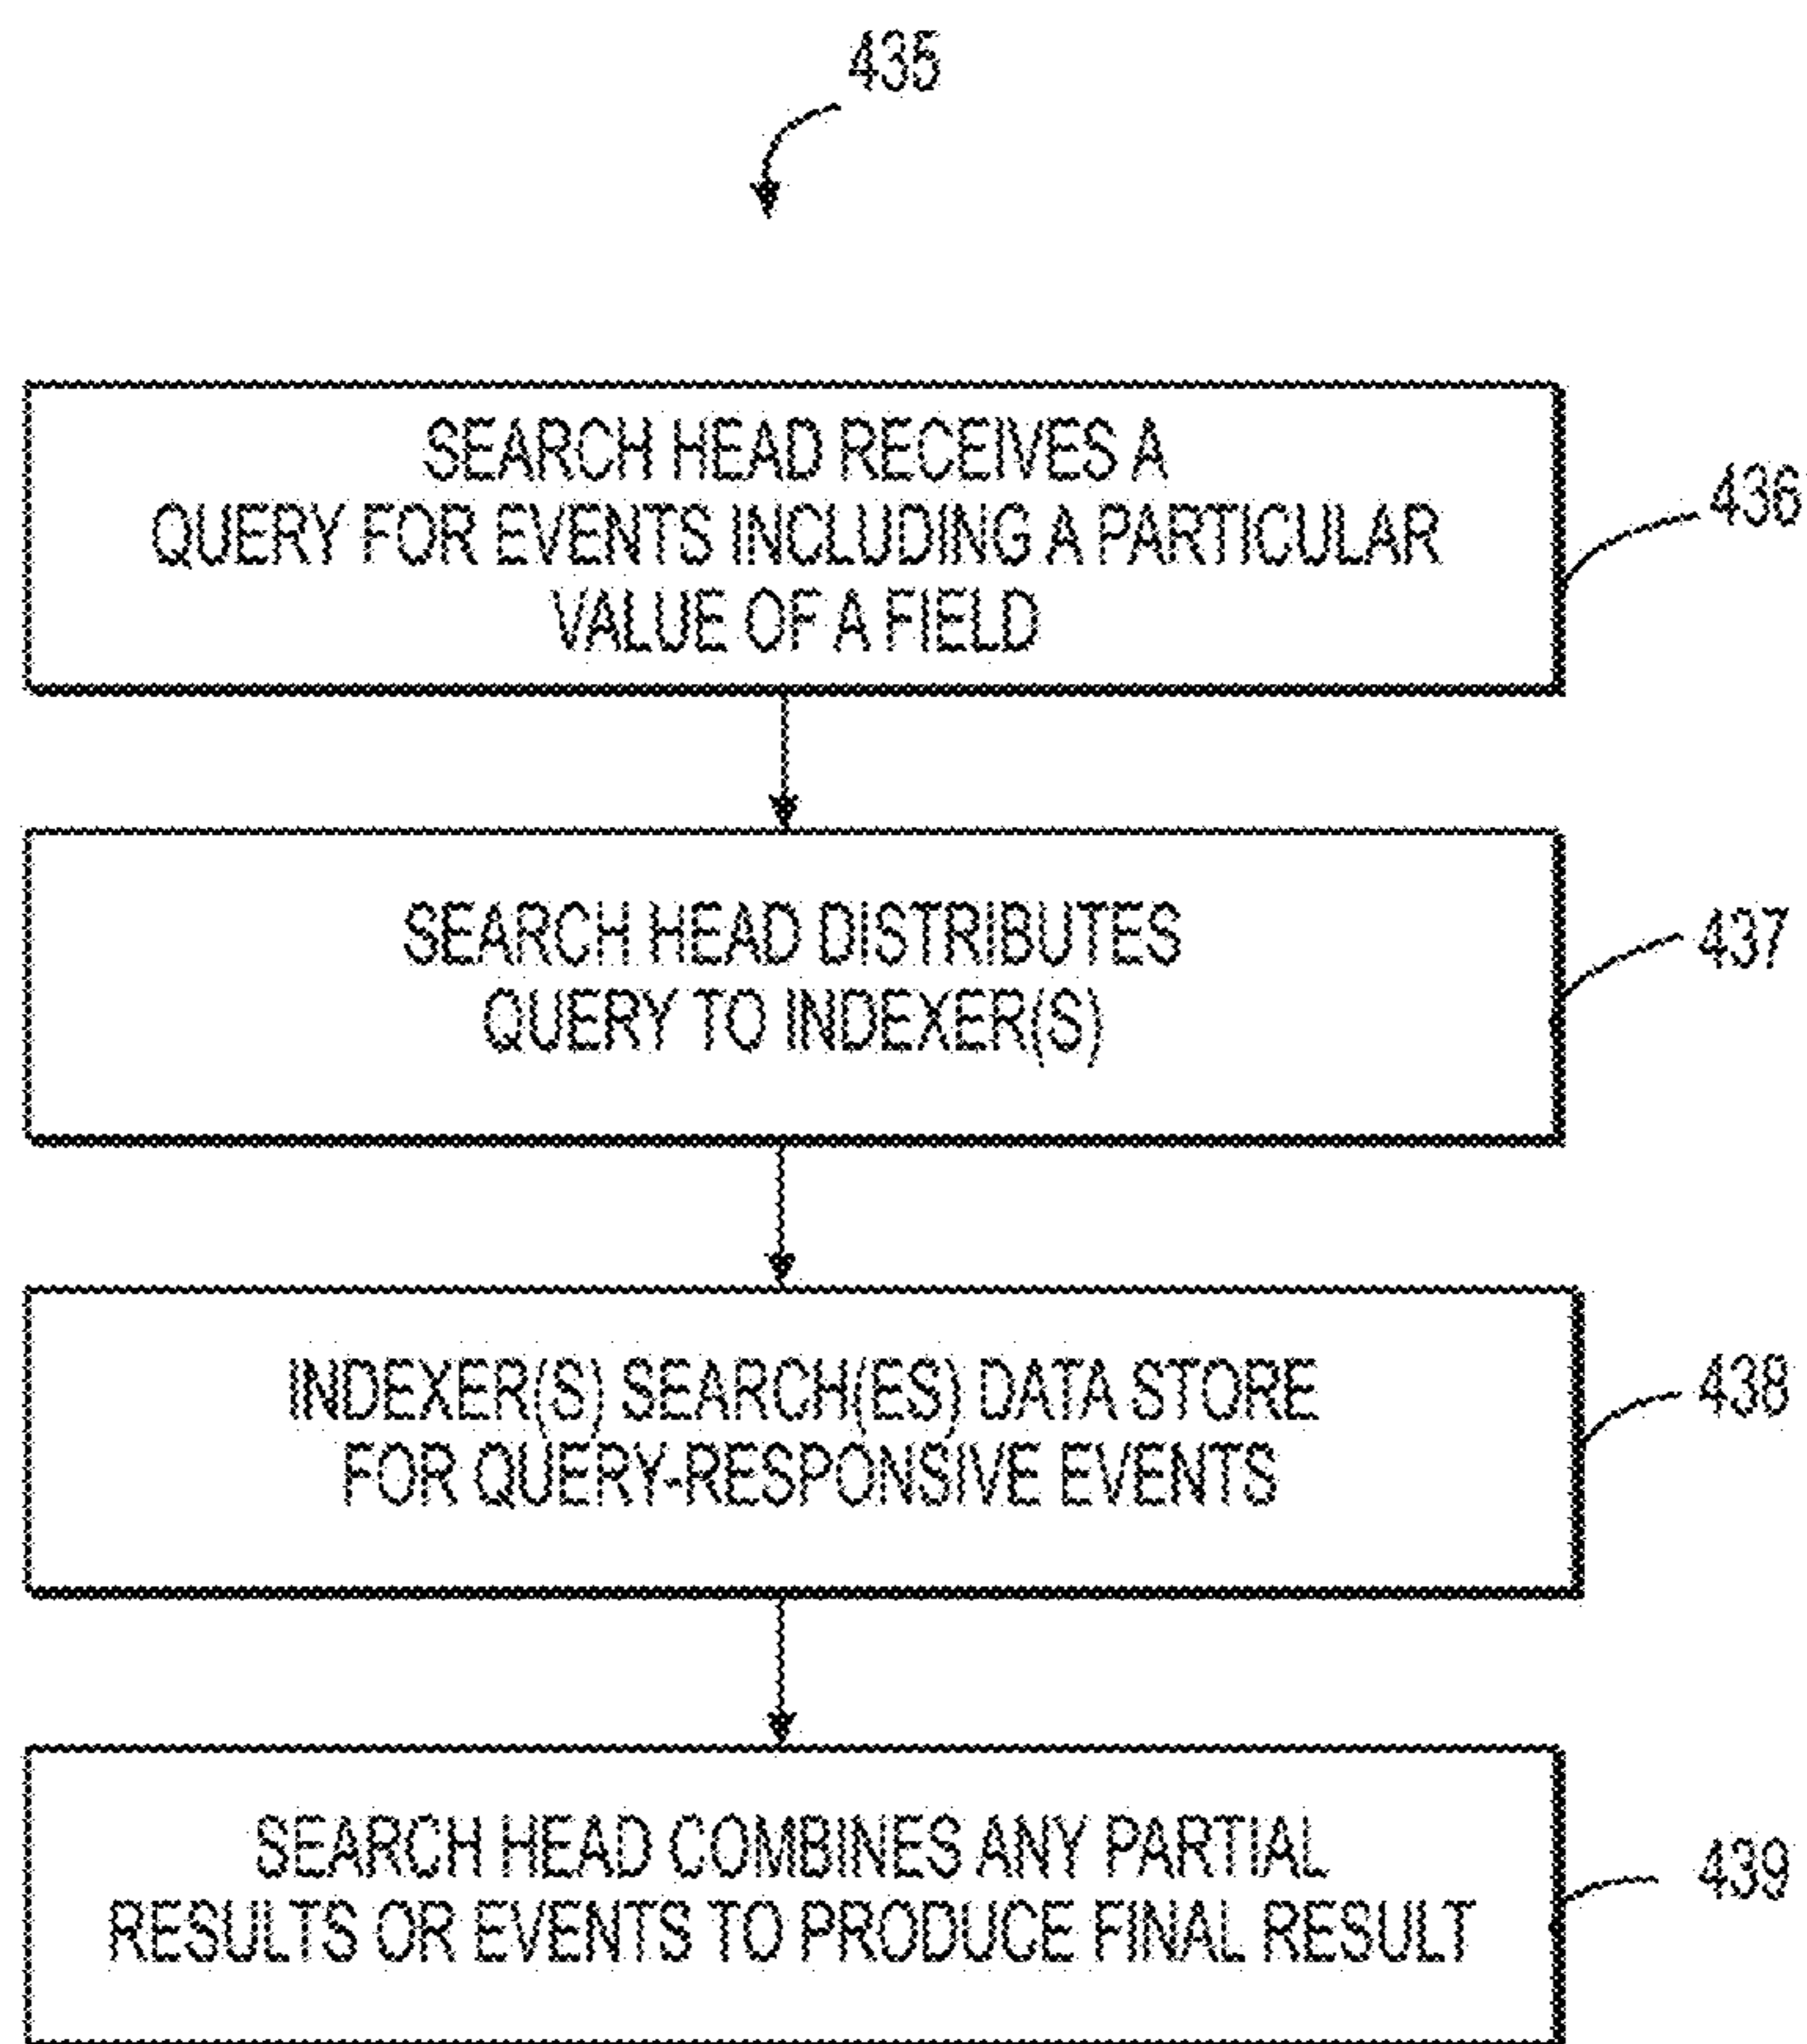 435
SEARCH HEAD RECEIVES A
QUERY FOR EVENTS INCLUDING A PARTICULAR
VALUE OF A FIELD
436
SEARCH HEAD DISTRIBUTES
QUERY TO INDEXER(S)
437
INDEXER(S) SEARCH(ES) DATA STORE
FOR QUERY-RESPONSIVE EVENTS
438
SEARCH HEAD COMBINES ANY PARTIAL
RESULTS OR EVENTS TO PRODUCE FINAL RESULT
439